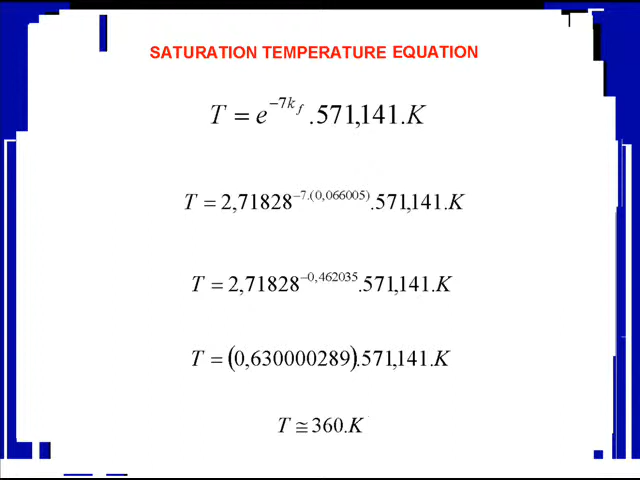 SATURATION TEMPERATURE EQUATION
T = e^{-7k_f}.571,141.K
T = 2,71828^{-7.(0,066005)}.571,141.K
T = 2,71828^{-0,462035}.571,141.K
T = (0,630000289).571,141.K
T ≅ 360.K